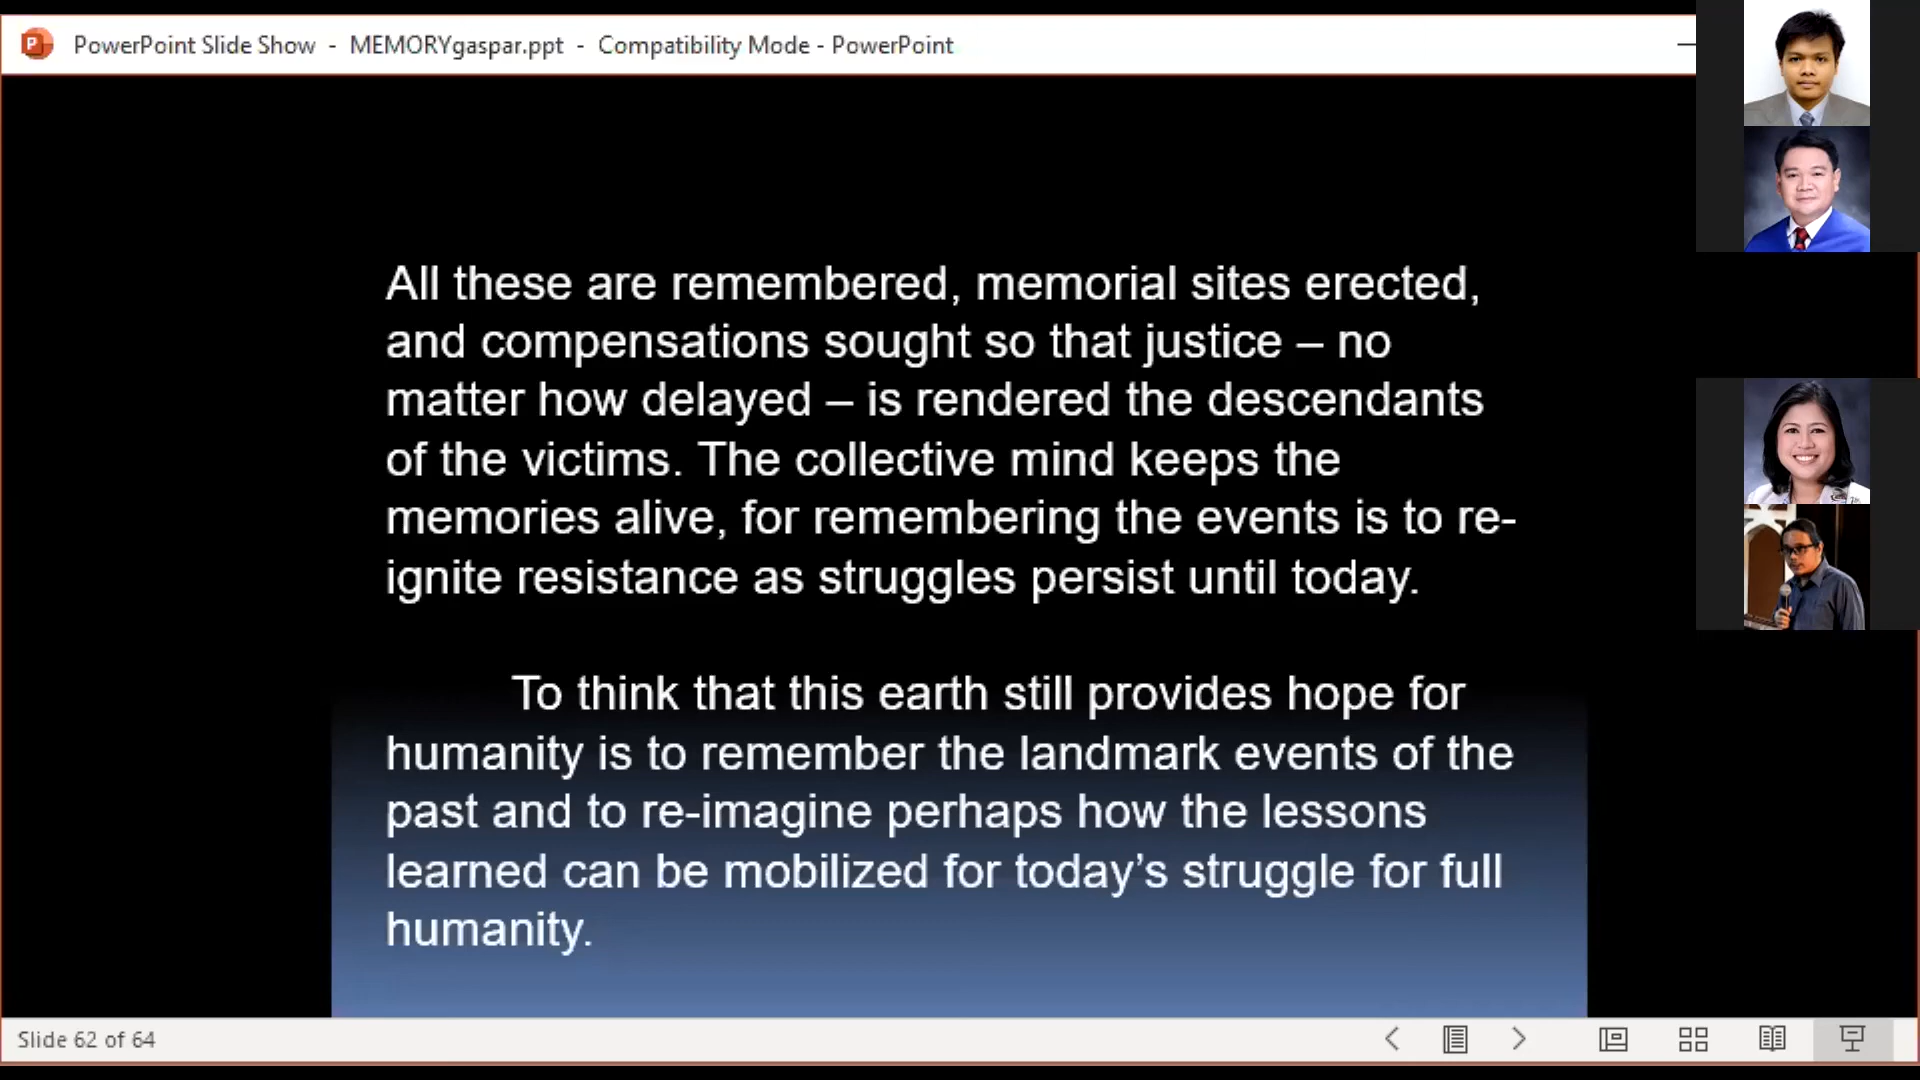 PowerPoint Slide Show - MEMORYgaspar.ppt - Compatibility Mode - PowerPoint
All these are remembered, memorial sites erected,
and compensations sought so that justice – no
matter how delayed – is rendered the descendants
of the victims. The collective mind keeps the
memories alive, for remembering the events is to re-
ignite resistance as struggles persist until today.
To think that this earth still provides hope for
humanity is to remember the landmark events of the
past and to re-imagine perhaps how the lessons
learned can be mobilized for today’s struggle for full
humanity.
Slide 62 of 64